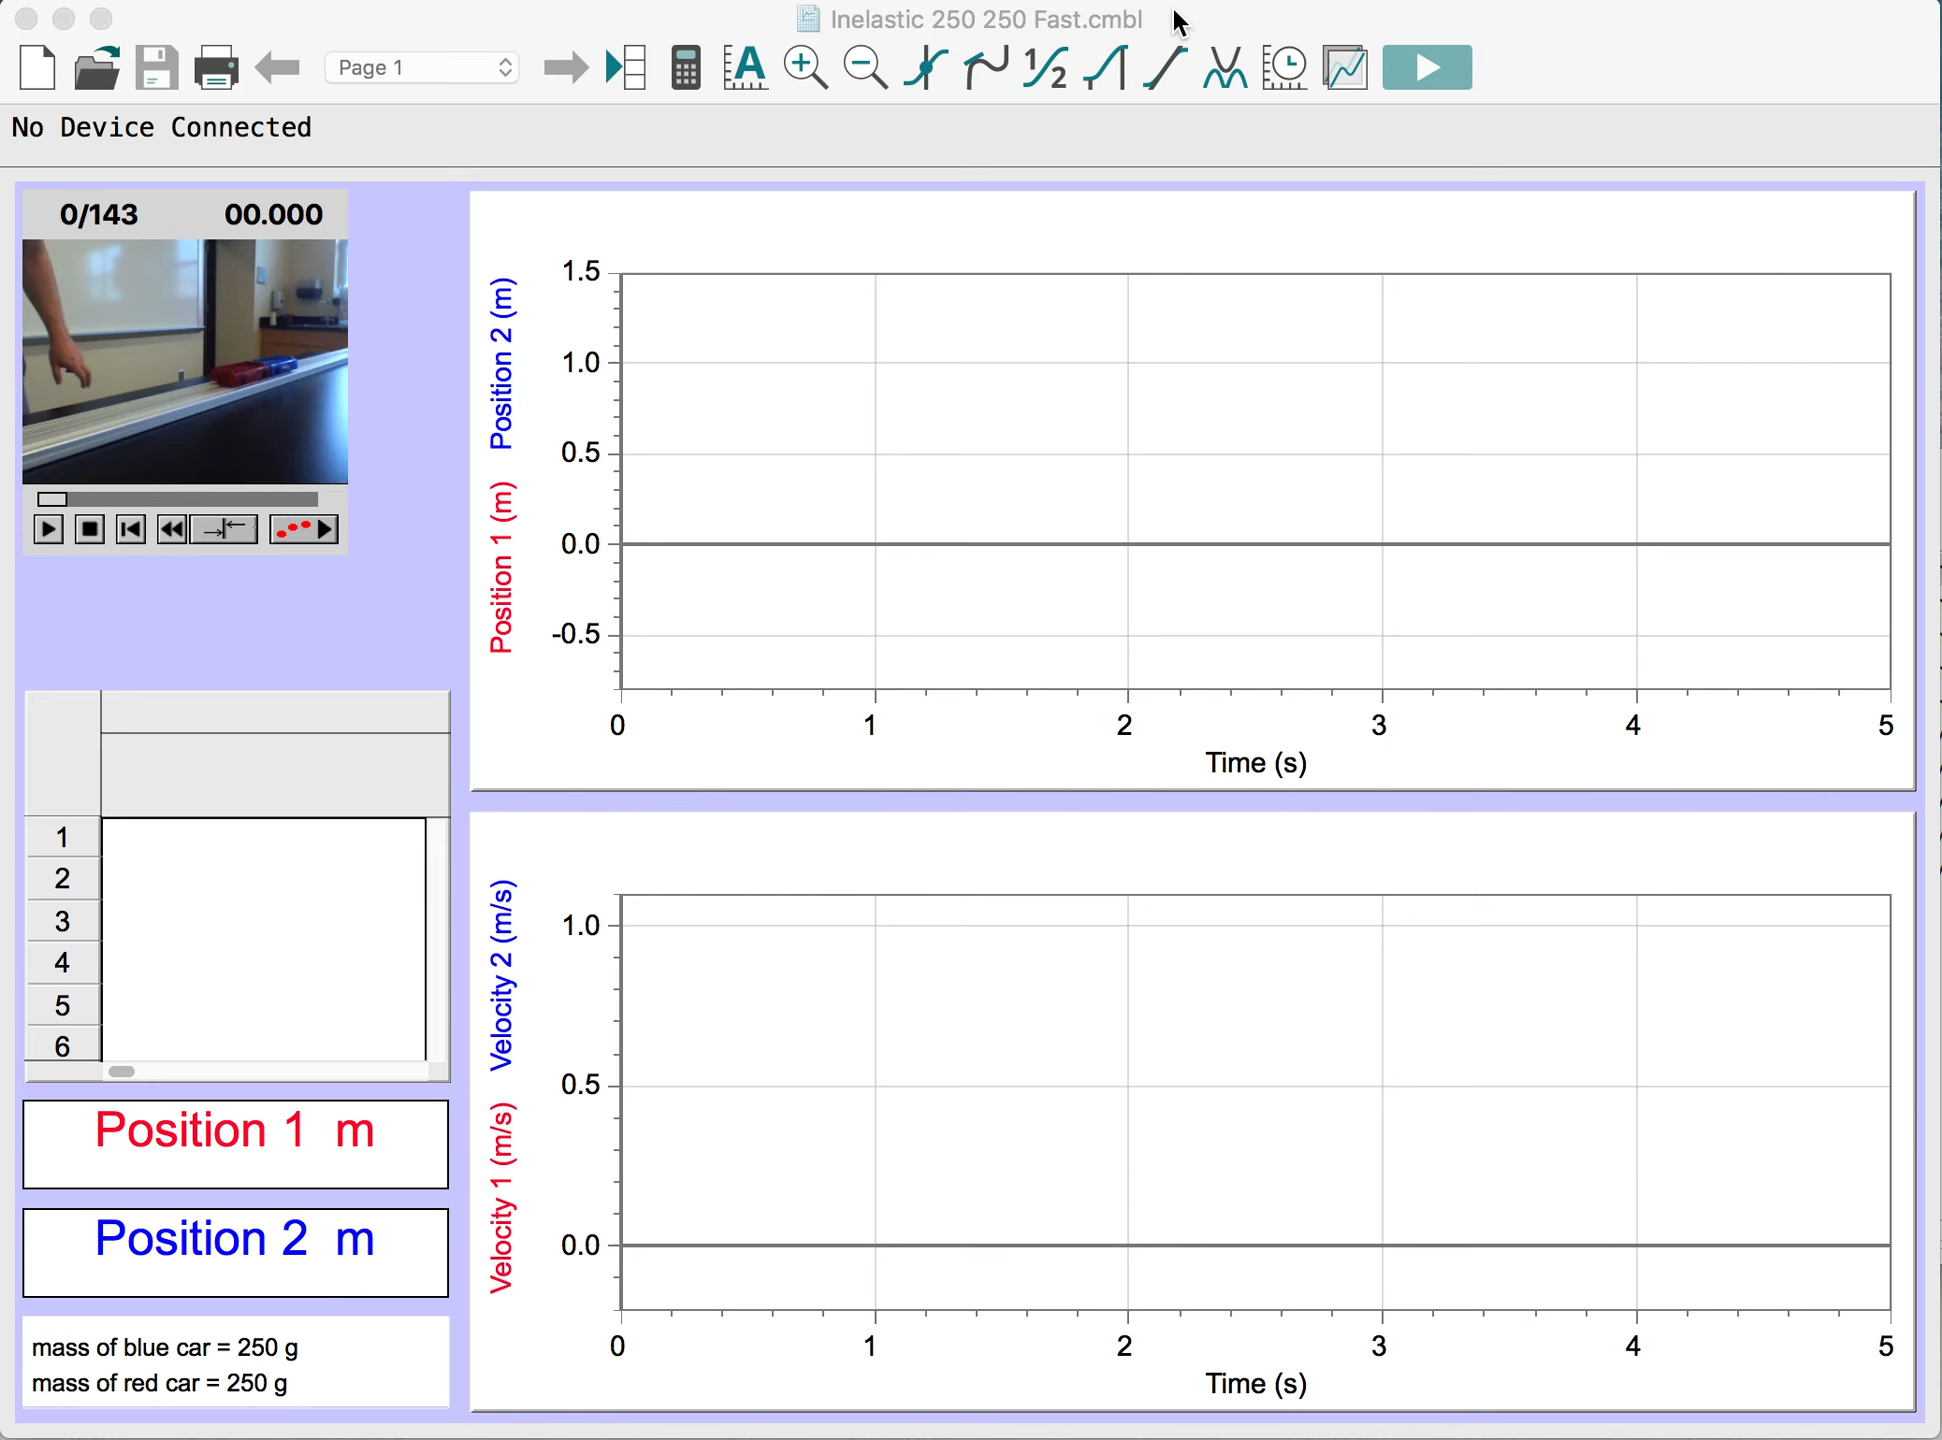 Inelastic 250 250 Fast.cmbl
Page 1
A
1/2
No Device Connected
0/143 00.000
1.5
1.0
0.5
0.0
-0.5
Position 1 (m) Position 2 (m)
0 1 2 3 4 5
Time (s)
1
2
3
4
5
6
1.0
0.5
0.0
Velocity 1 (m/s) Velocity 2 (m/s)
0 1 2 3 4 5
Time (s)
Position 1 m
Position 2 m
mass of blue car = 250 g
mass of red car = 250 g